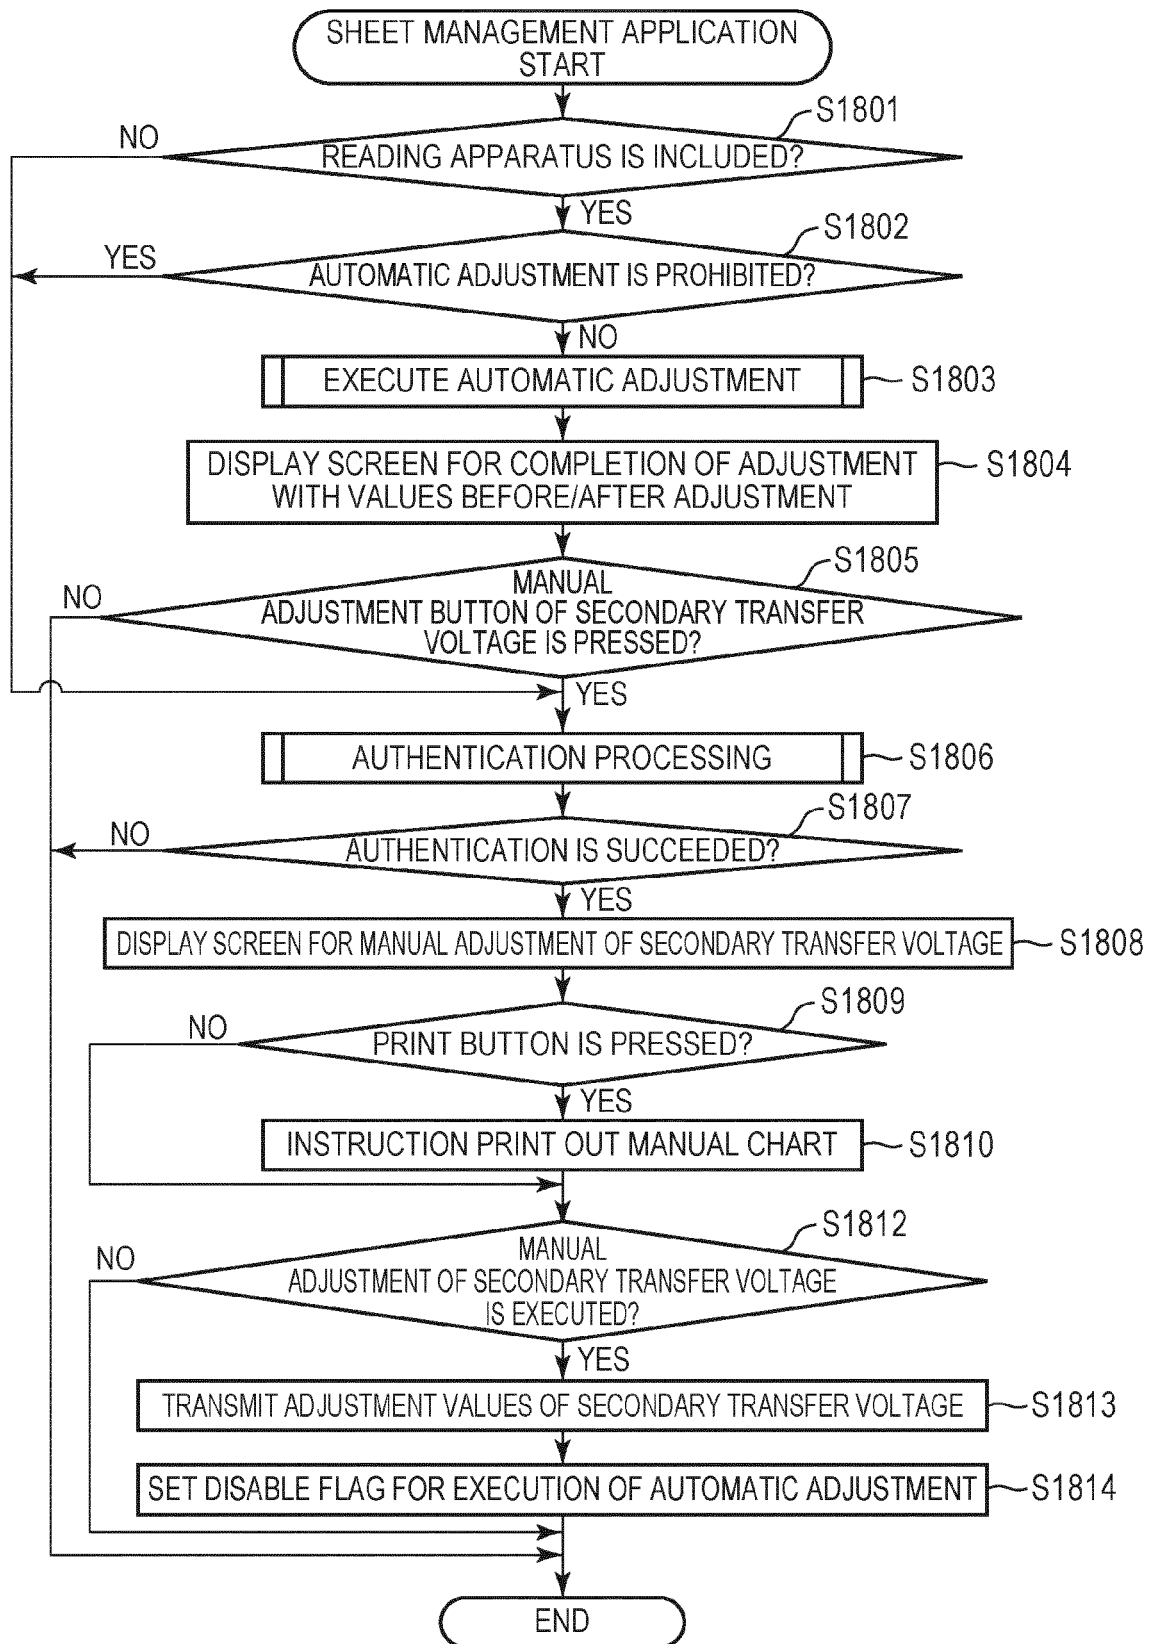 SHEET MANAGEMENT APPLICATION
START
S1801
NO
READING APPARATUS IS INCLUDED?
YES
S1802
YES
AUTOMATIC ADJUSTMENT IS PROHIBITED?
NO
EXECUTE AUTOMATIC ADJUSTMENT
S1803
DISPLAY SCREEN FOR COMPLETION OF ADJUSTMENT
WITH VALUES BEFORE/AFTER ADJUSTMENT
S1804
S1805
NO
MANUAL
ADJUSTMENT BUTTON OF SECONDARY TRANSFER
VOLTAGE IS PRESSED?
YES
AUTHENTICATION PROCESSING
S1806
S1807
NO
AUTHENTICATION IS SUCCEEDED?
YES
DISPLAY SCREEN FOR MANUAL ADJUSTMENT OF SECONDARY TRANSFER VOLTAGE
S1808
S1809
NO
PRINT BUTTON IS PRESSED?
YES
INSTRUCTION PRINT OUT MANUAL CHART
S1810
S1812
NO
MANUAL
ADJUSTMENT OF SECONDARY TRANSFER VOLTAGE
IS EXECUTED?
YES
TRANSMIT ADJUSTMENT VALUES OF SECONDARY TRANSFER VOLTAGE
S1813
SET DISABLE FLAG FOR EXECUTION OF AUTOMATIC ADJUSTMENT
S1814
END